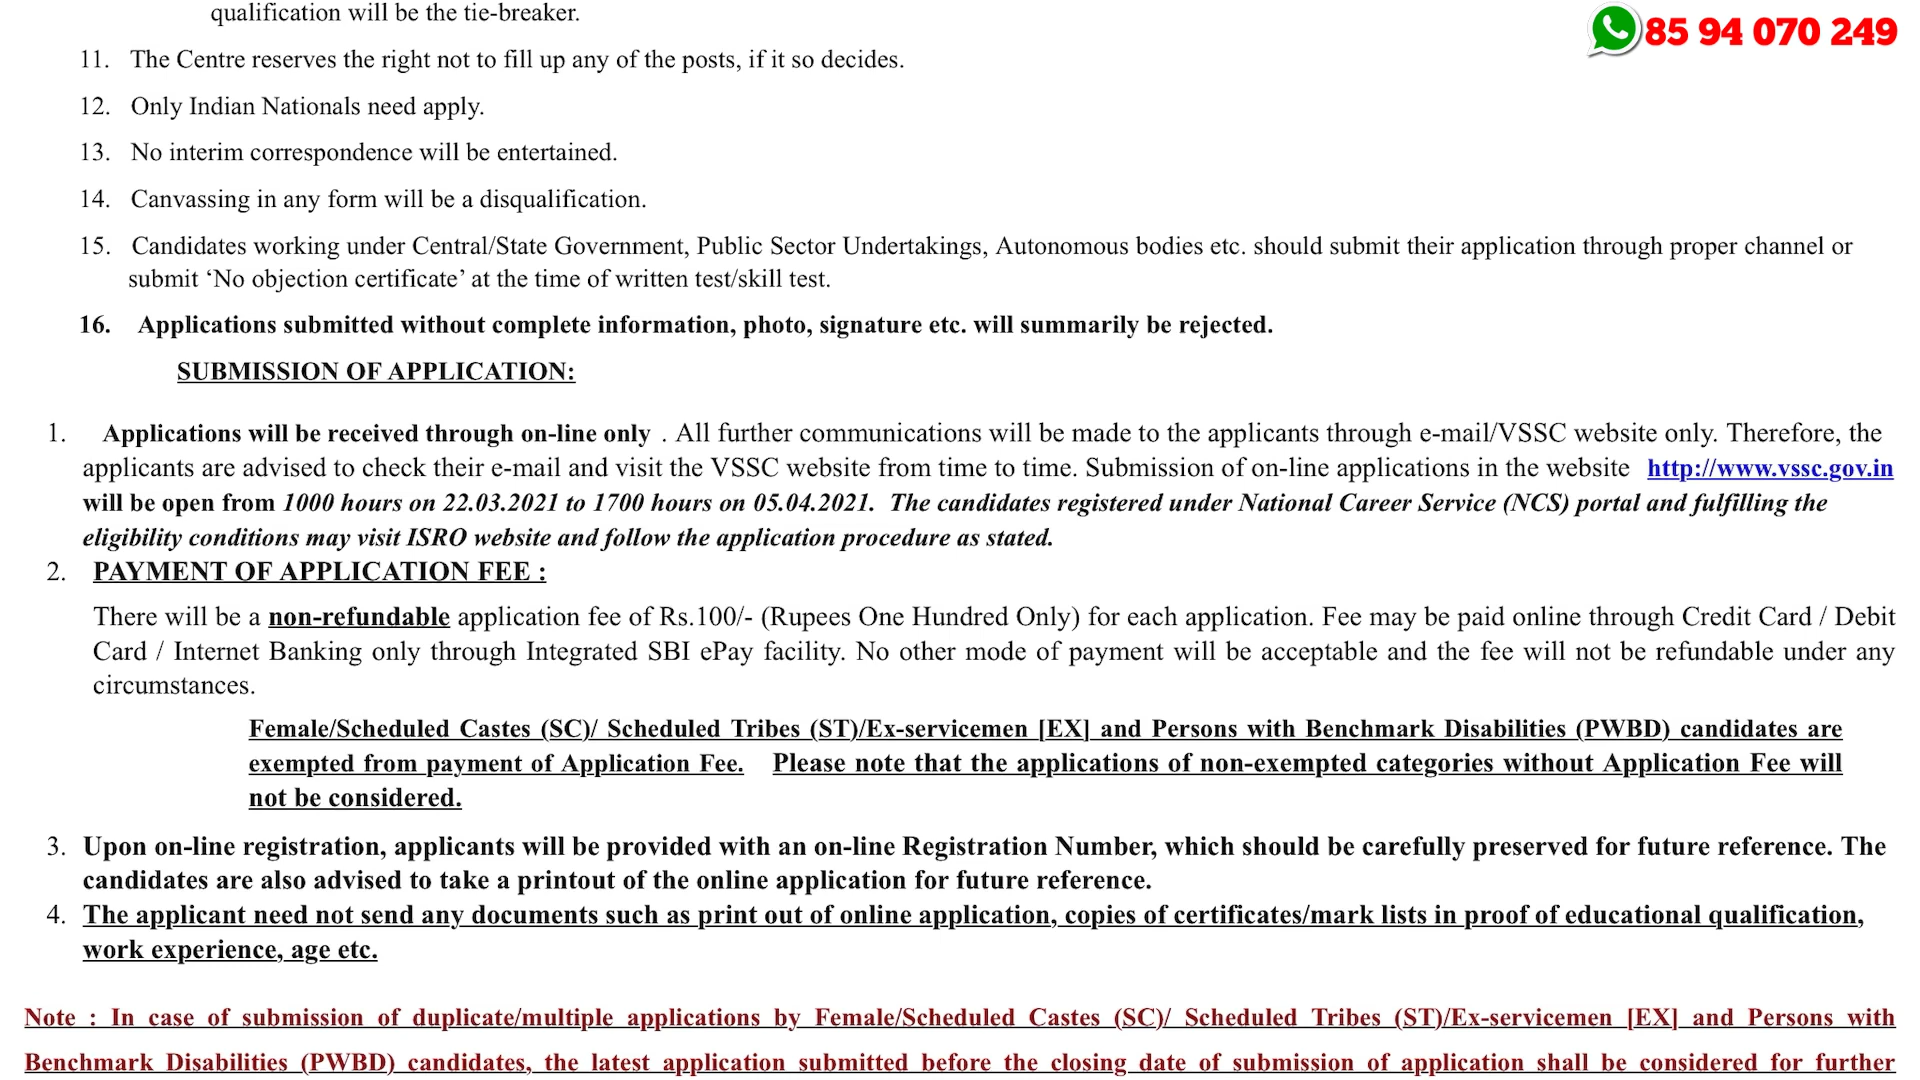 qualification will be the tie-breaker.
85 94 070 249
11. The Centre reserves the right not to fill up any of the posts, if it so decides.
12. Only Indian Nationals need apply.
13. No interim correspondence will be entertained.
14. Canvassing in any form will be a disqualification.
15. Candidates working under Central/State Government, Public Sector Undertakings, Autonomous bodies etc. should submit their application through proper channel or
submit ‘No objection certificate’ at the time of written test/skill test.
16. Applications submitted without complete information, photo, signature etc. will summarily be rejected.
SUBMISSION OF APPLICATION:
1. Applications will be received through on-line only . All further communications will be made to the applicants through e-mail/VSSC website only. Therefore, the
applicants are advised to check their e-mail and visit the VSSC website from time to time. Submission of on-line applications in the website http://www.vssc.gov.in
will be open from 1000 hours on 22.03.2021 to 1700 hours on 05.04.2021. The candidates registered under National Career Service (NCS) portal and fulfilling the
eligibility conditions may visit ISRO website and follow the application procedure as stated.
2. PAYMENT OF APPLICATION FEE :
There will be a non-refundable application fee of Rs.100/- (Rupees One Hundred Only) for each application. Fee may be paid online through Credit Card / Debit
Card / Internet Banking only through Integrated SBI ePay facility. No other mode of payment will be acceptable and the fee will not be refundable under any
circumstances.
Female/Scheduled Castes (SC)/ Scheduled Tribes (ST)/Ex-servicemen [EX] and Persons with Benchmark Disabilities (PWBD) candidates are
exempted from payment of Application Fee. Please note that the applications of non-exempted categories without Application Fee will
not be considered.
3. Upon on-line registration, applicants will be provided with an on-line Registration Number, which should be carefully preserved for future reference. The
candidates are also advised to take a printout of the online application for future reference.
4. The applicant need not send any documents such as print out of online application, copies of certificates/mark lists in proof of educational qualification,
work experience, age etc.
Note : In case of submission of duplicate/multiple applications by Female/Scheduled Castes (SC)/ Scheduled Tribes (ST)/Ex-servicemen [EX] and Persons with
Benchmark Disabilities (PWBD) candidates, the latest application submitted before the closing date of submission of application shall be considered for further